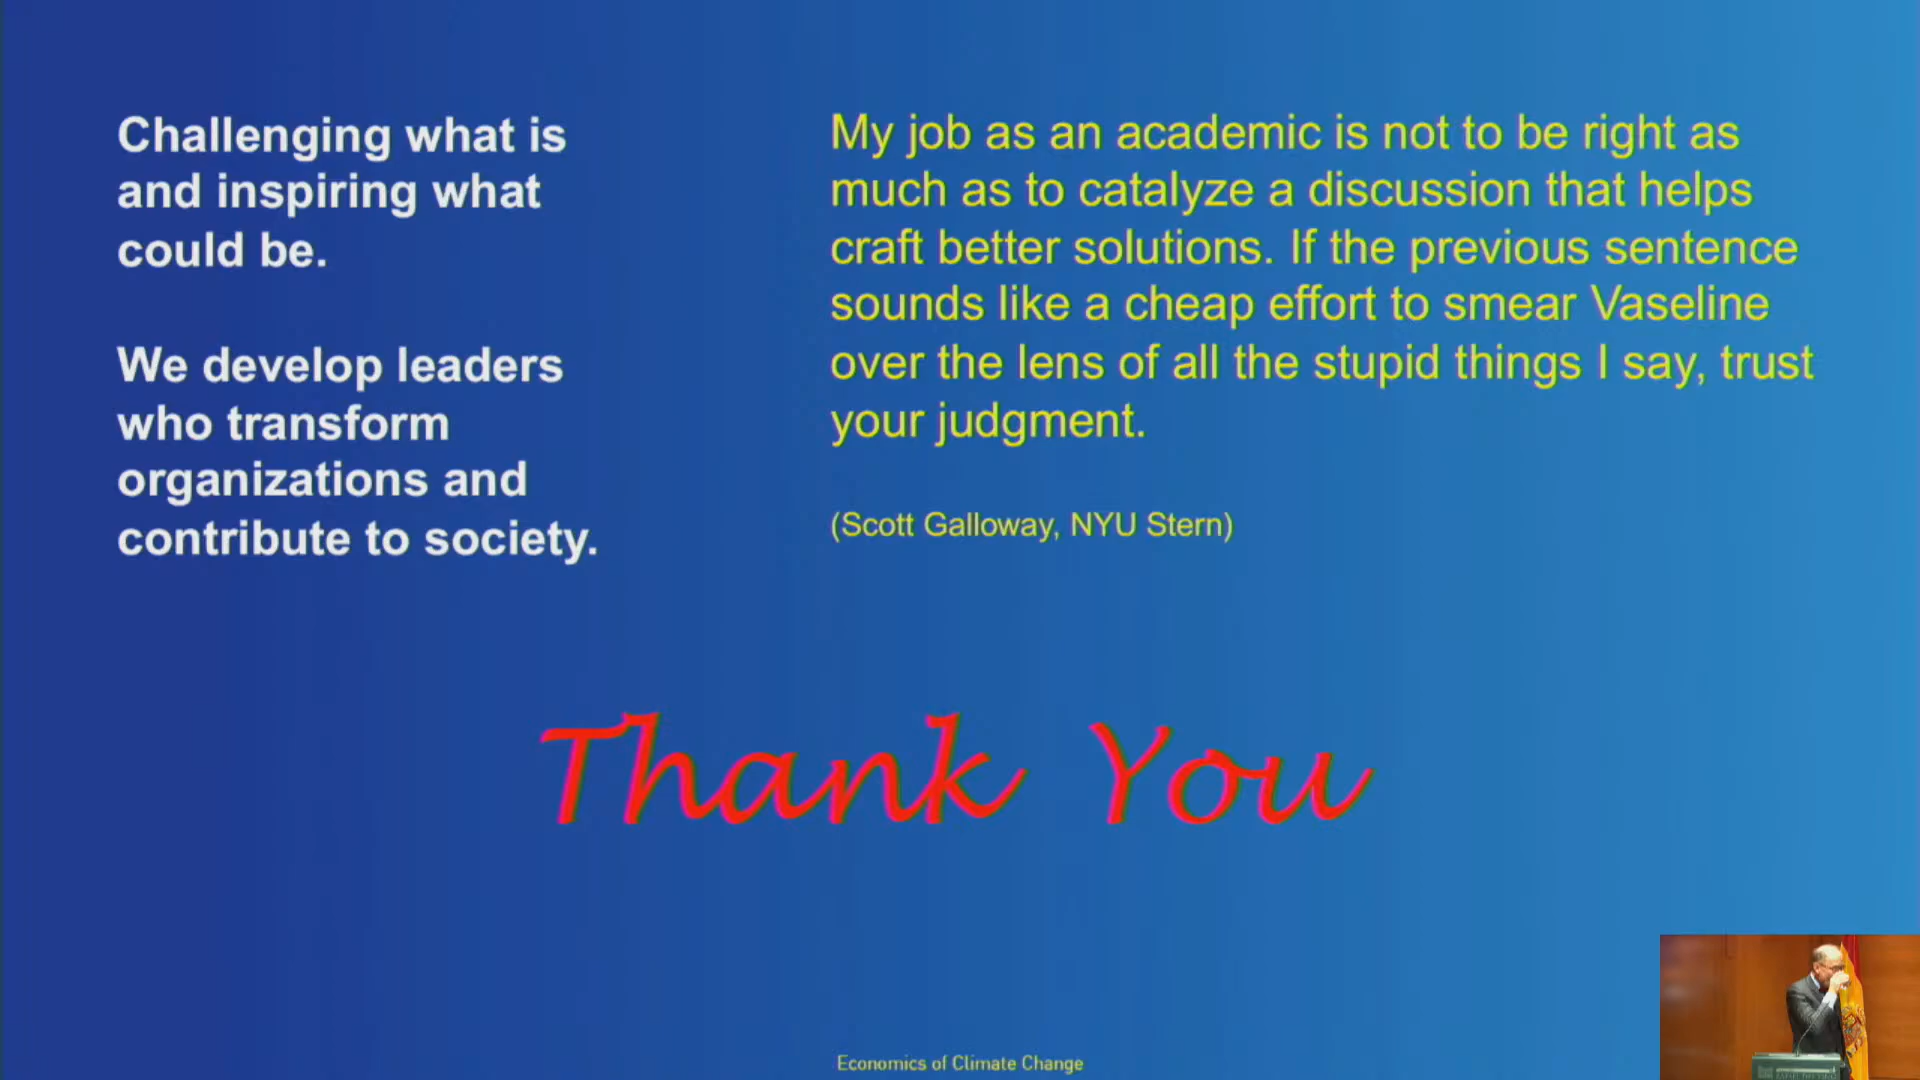 Challenging what is
and inspiring what
could be.
We develop leaders
who transform
organizations and
contribute to society.
My job as an academic is not to be right as
much as to catalyze a discussion that helps
craft better solutions. If the previous sentence
sounds like a cheap effort to smear Vaseline
over the lens of all the stupid things I say, trust
your judgment.
(Scott Galloway, NYU Stern)
Thank You
Economics of Climate Change